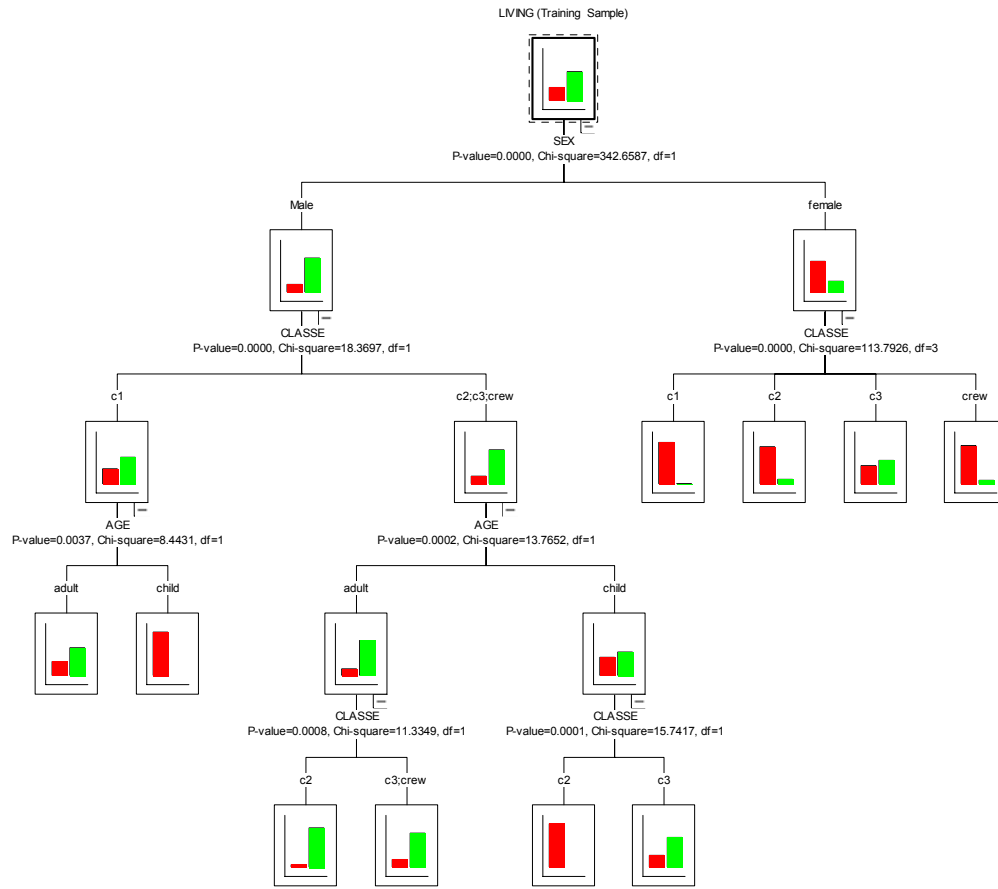 LIVING (Training Sample)
SEX
P-value=0.0000, Chi-square=342.6587, df=1
Male
female
CLASSE
P-value=0.0000, Chi-square=18.3697, df=1
CLASSE
P-value=0.0000, Chi-square=113.7926, df=3
c1
c2;c3;crew
c1
c2
c3
crew
AGE
P-value=0.0037, Chi-square=8.4431, df=1
AGE
P-value=0.0002, Chi-square=13.7652, df=1
adult
child
adult
child
CLASSE
P-value=0.0008, Chi-square=11.3349, df=1
CLASSE
P-value=0.0001, Chi-square=15.7417, df=1
c2
c3;crew
c2
c3